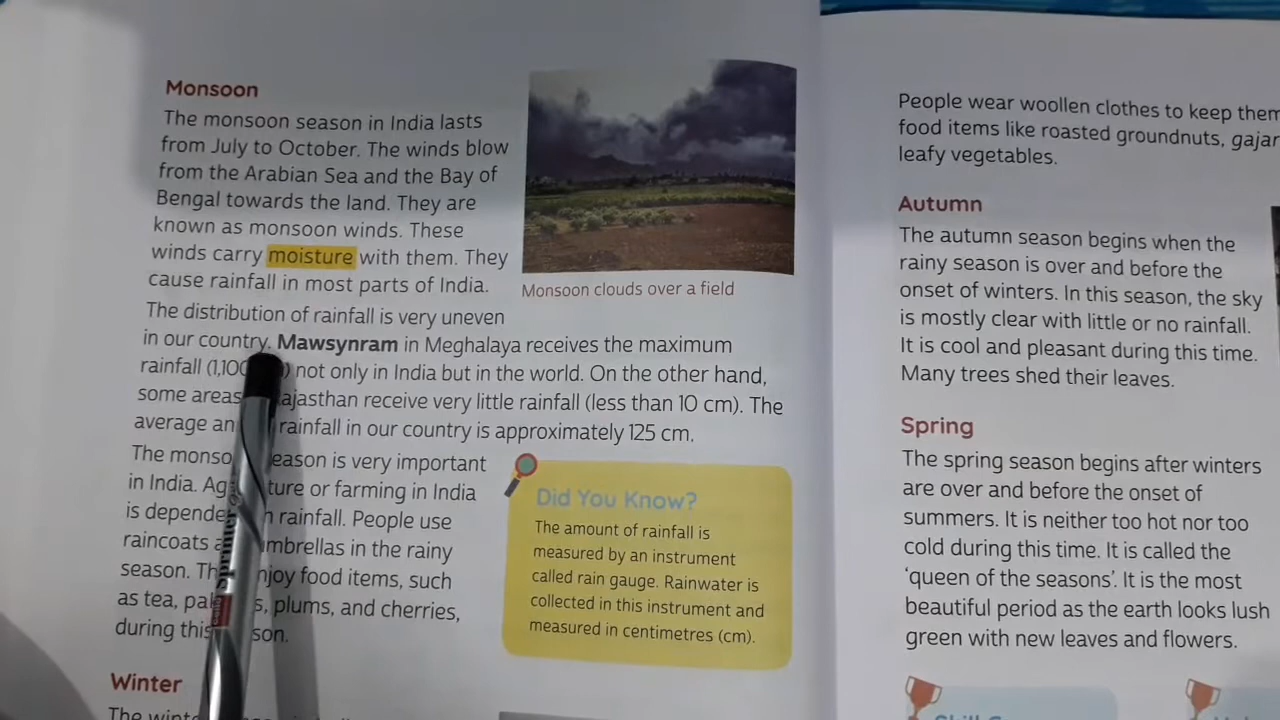 Monsoon
The monsoon season in India lasts
from July to October. The winds blow
from the Arabian Sea and the Bay of
Bengal towards the land. They are
known as monsoon winds. These
winds carry moisture with them. They
cause rainfall in most parts of India.
Monsoon clouds over a field
The distribution of rainfall is very uneven
in our country. Mawsynram in Meghalaya receives the maximum
rainfall (1,100 ) not only in India but in the world. On the other hand,
some areas Rajasthan receive very little rainfall (less than 10 cm). The
average rainfall in our country is approximately 125 cm.
The monsoon season is very important
in India. Agriculture or farming in India
is dependent rainfall. People use
raincoats umbrellas in the rainy
season. They enjoy food items, such
as tea, plums, and cherries,
during this season.
Did You Know?
The amount of rainfall is
measured by an instrument
called rain gauge. Rainwater is
collected in this instrument and
measured in centimetres (cm).
Winter
The
Sprinter
People wear woollen clothes to keep them
food items like roasted groundnuts, gajar
leafy vegetables.
Autumn
The autumn season begins when the
rainy season is over and before the
onset of winters. In this season, the sky
is mostly clear with little or no rainfall.
It is cool and pleasant during this time.
Many trees shed their leaves.
Spring
The spring season begins after winters
are over and before the onset of
summers. It is neither too hot nor too
cold during this time. It is called the
'queen of the seasons'. It is the most
beautiful period as the earth looks lush
green with new leaves and flowers.